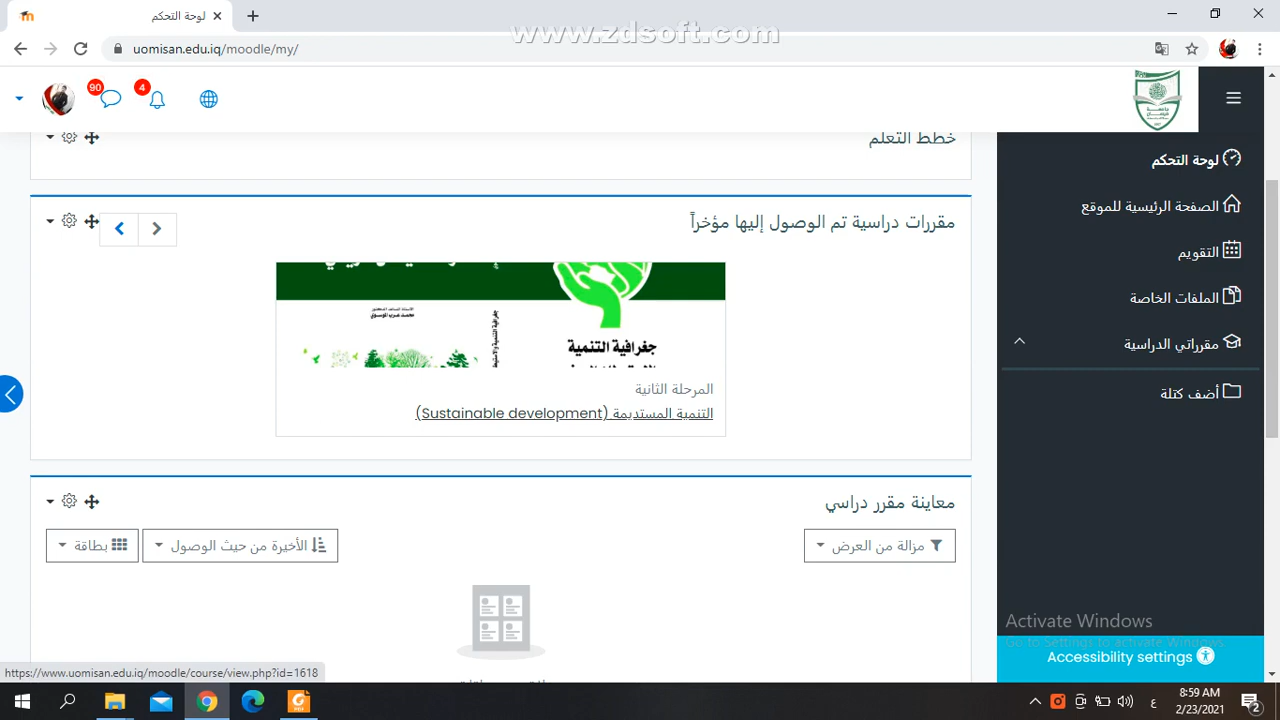 لوحة التحكم
www.zdsoft.com
uomisan.edu.iq/moodle/my/
90
4
خطط التعلم
لوحة التحكم
الصفحة الرئيسية للموقع
التقويم
الملفات الخاصة
مقرراتي الدراسية
أضف كتلة
مقررات دراسية تم الوصول إليها مؤخراً
جغرافية التنمية
المرحلة الثانية
التنمية المستديمة (Sustainable development)
معاينة مقرر دراسي
مزالة من العرض
الأخيرة من حيث الوصول
بطاقة
Activate Windows
Go to Settings to activate Windows.
Accessibility settings
https://www.uomisan.edu.iq/moodle/course/view.php?id=1618
ع
8:59 AM
2/23/2021
2